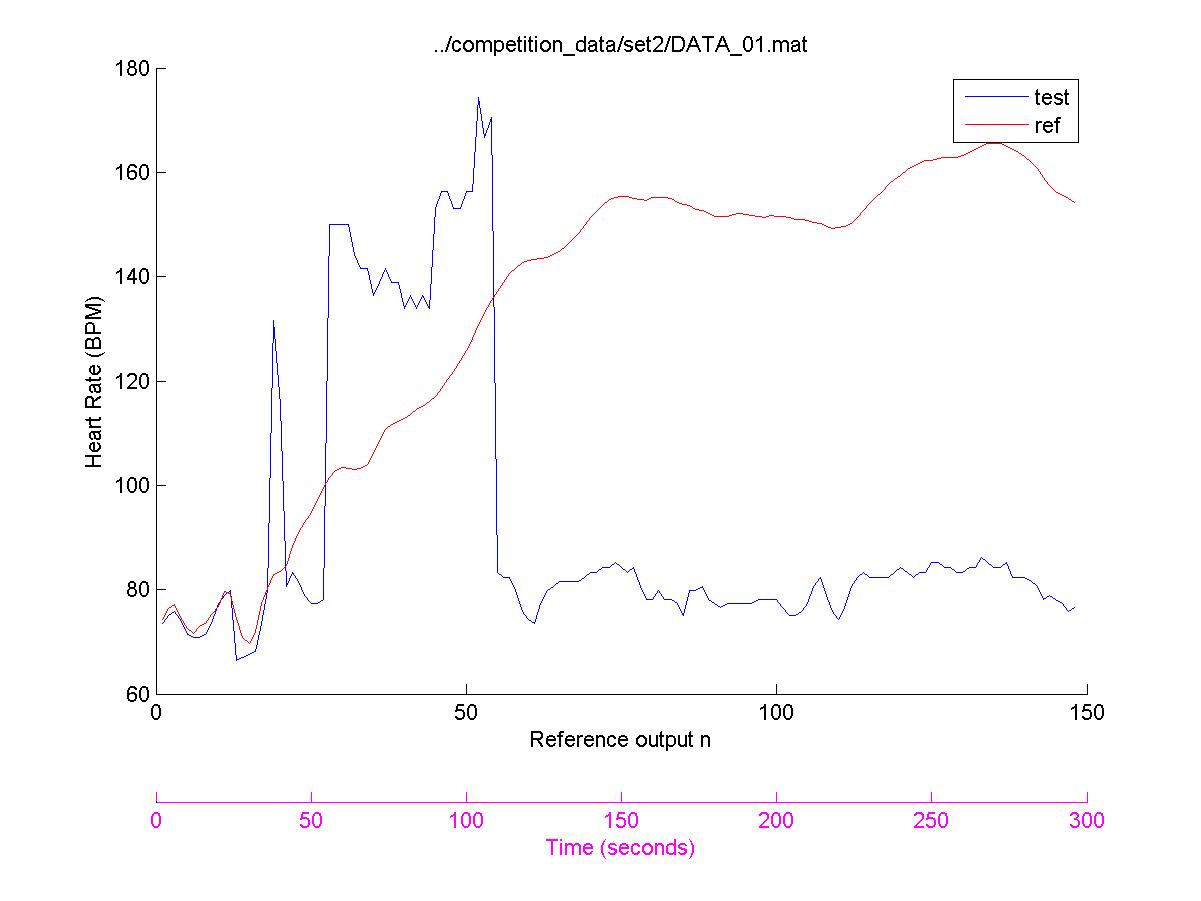 ../competition_data/set2/DATA_01.mat
test
ref
180
160
140
120
100
80
60
Heart Rate (BPM)
0 50 100 150
Reference output n
0 50 100 150 200 250 300
Time (seconds)